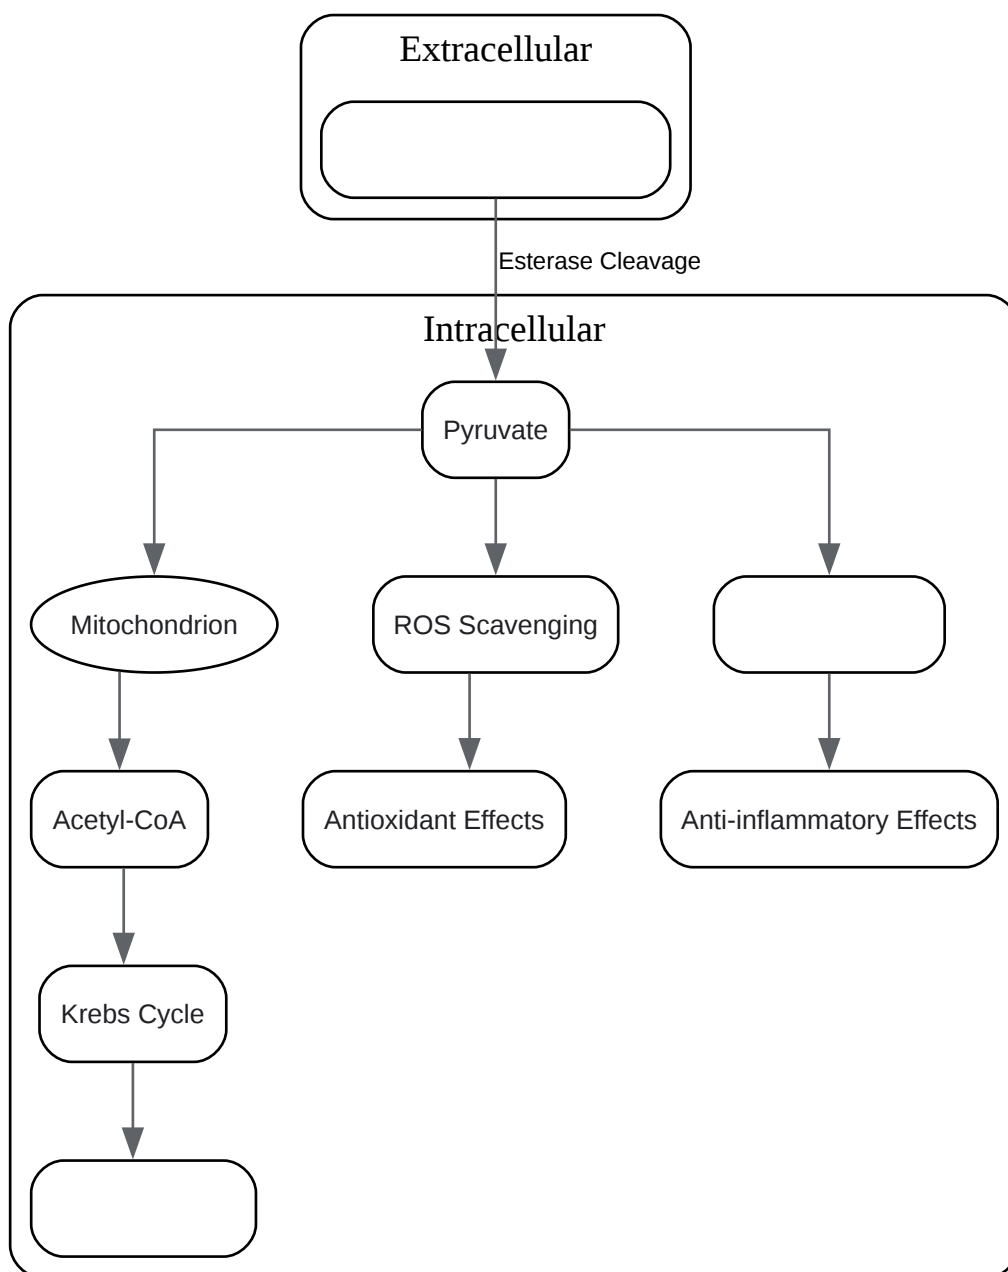 Extracellular
Esterase Cleavage
Intracellular
Pyruvate
Mitochondrion
ROS Scavenging
Acetyl-CoA
Antioxidant Effects
Anti-inflammatory Effects
Krebs Cycle